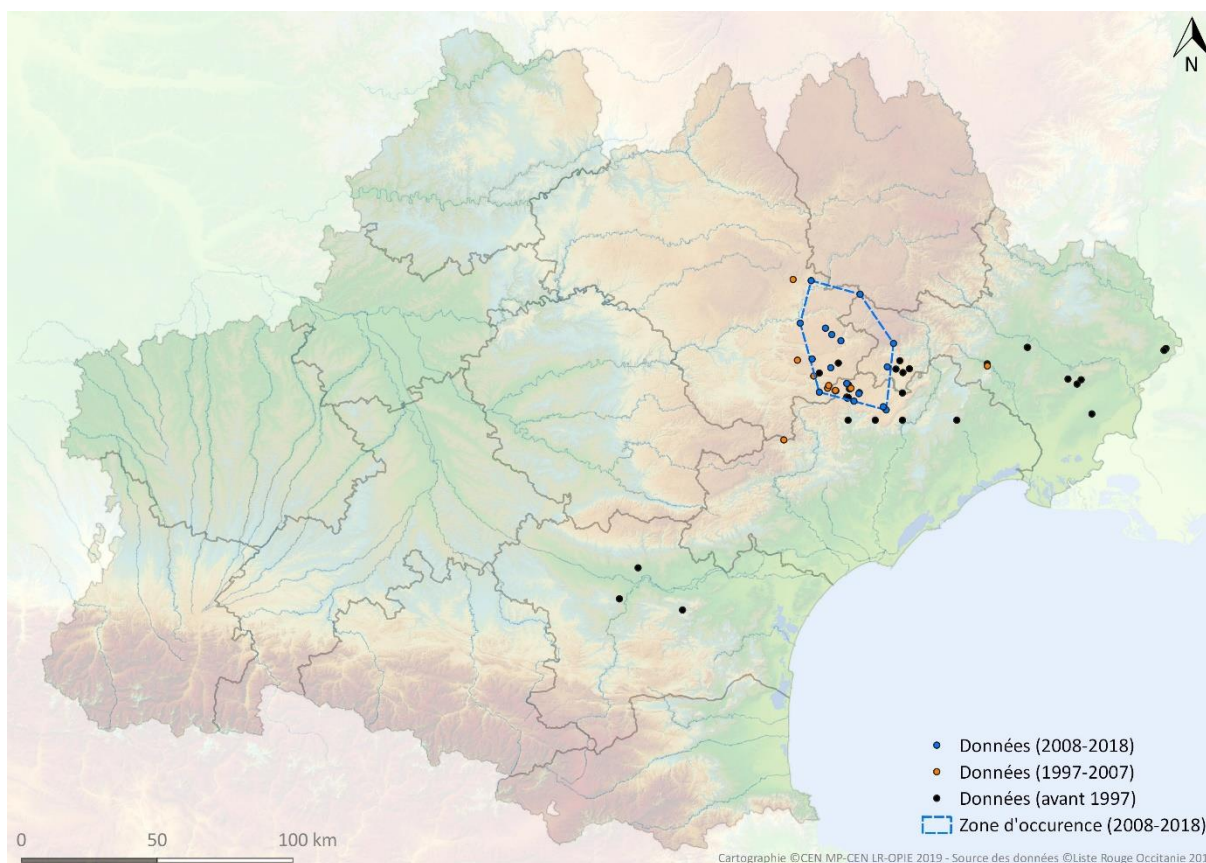 N
Données (2008-2018)
Données (1997-2007)
Données (avant 1997)
Zone d'occurence (2008-2018)
0 50 100 km
Cartographie ©CEN MP-CEN LR-OPIE 2019 - Source des données ©Liste Rouge Occitanie 201